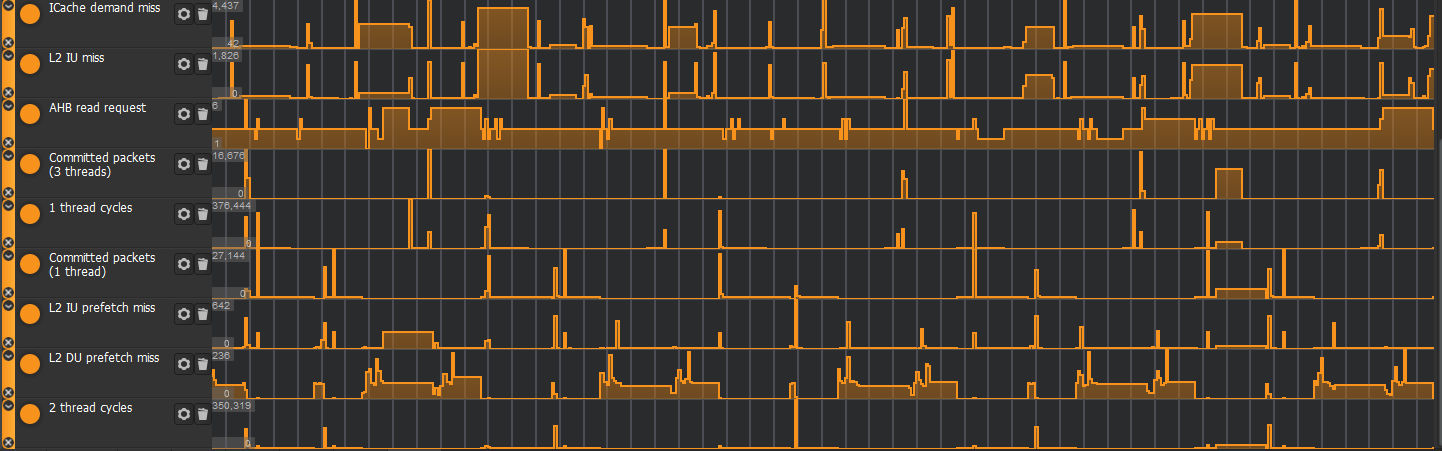 ICache demand miss
4,437
42
L2 IU miss
1,826
0
AHB read request
6
1
Committed packets
(3 threads)
16,676
0
1 thread cycles
376,444
0
Committed packets
(1 thread)
27,144
0
L2 IU prefetch miss
642
0
L2 DU prefetch miss
236
0
2 thread cycles
350,319
0